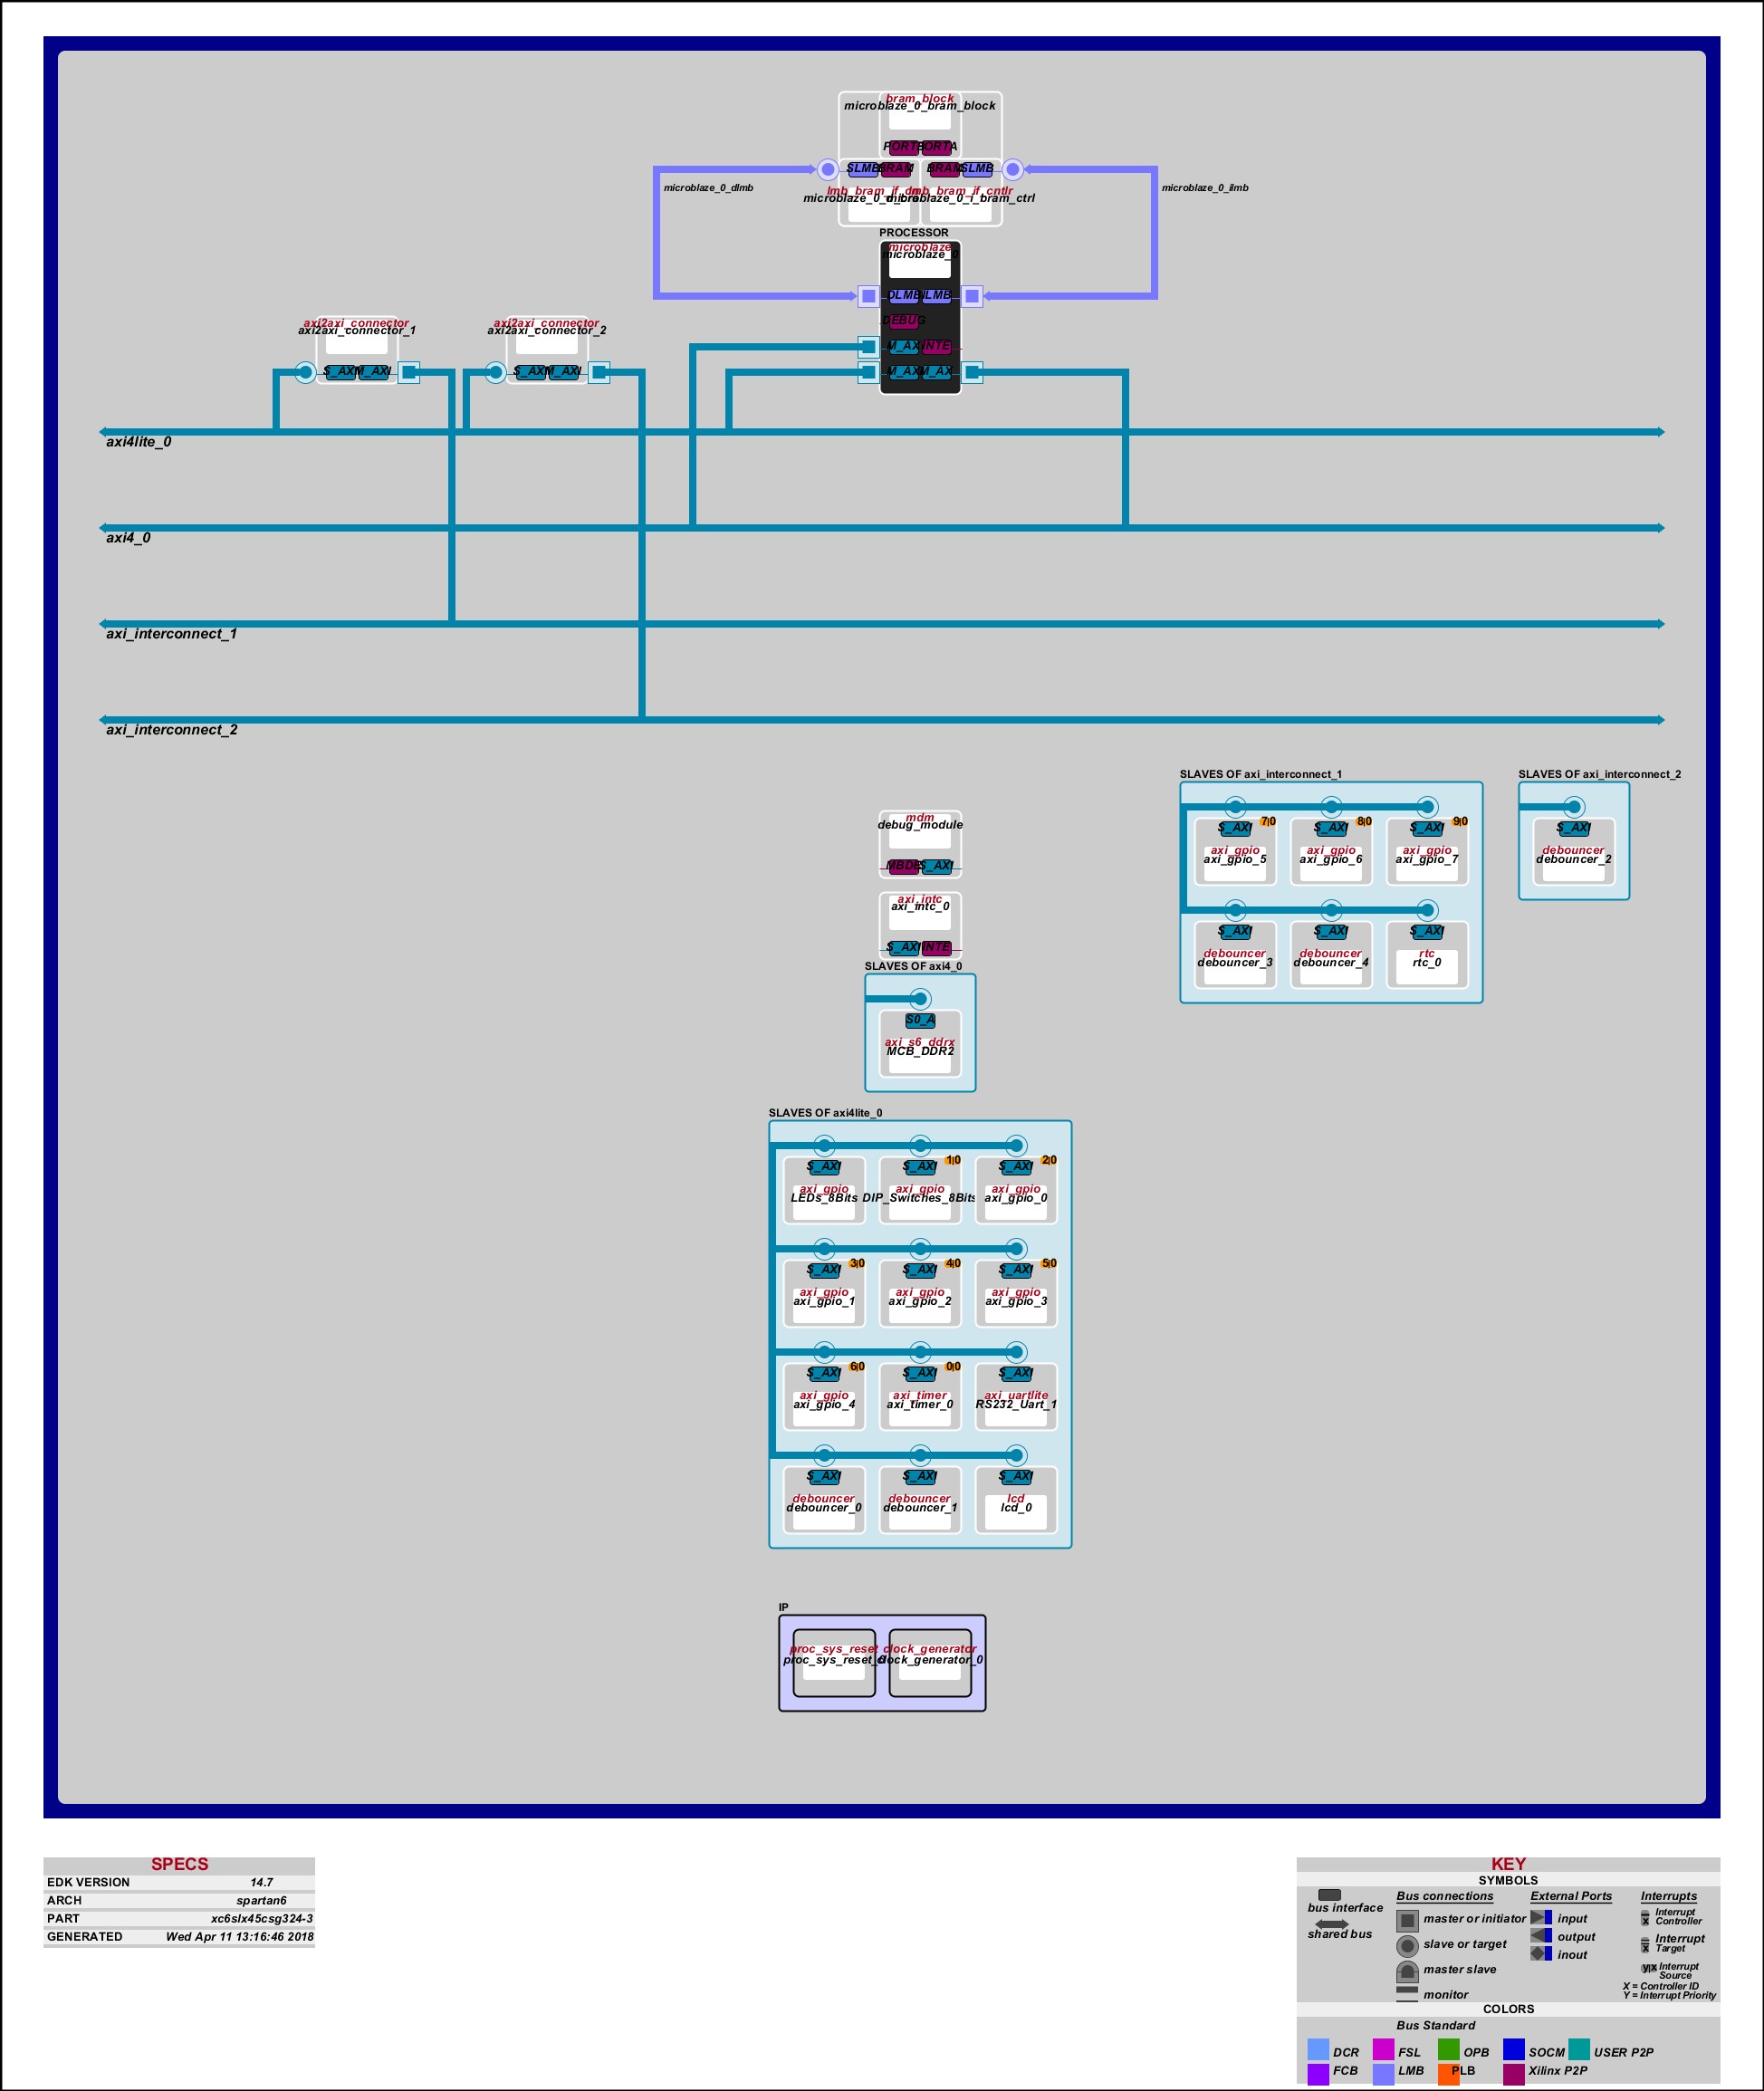 bram_block
microblaze_0_bram_block
SLMB
BRAM
BRAM
SLMB
microblaze_0_dlmb
microblaze_0_ilmb
microblaze_0_i_bram_ctrl
PROCESSOR
microblaze
microblaze_0
DLMB
ILMB
DEBUG
axi2axi_connector
axi2axi_connector_1
axi2axi_connector
axi2axi_connector_2
M_AXI
INTE
S_AXI
M_AXI
S_AXI
M_AXI
M_AXI
M_AX
axi4lite_0
axi4_0
axi_interconnect_1
axi_interconnect_2
SLAVES OF axi_interconnect_1
SLAVES OF axi_interconnect_2
S_AXI
7|0
axi_gpio
axi_gpio_5
S_AXI
8|0
axi_gpio
axi_gpio_6
S_AXI
9|0
axi_gpio
axi_gpio_7
S_AXI
debouncer
debouncer_2
mdm
debug_module
S_AXI
S_AXI
debouncer
debouncer_3
S_AXI
debouncer
debouncer_4
S_AXI
rtc
rtc_0
axi_intc
axi_intc_0
S_AXI
INTE
SLAVES OF axi4_0
S0_A
axi_s6_ddrx
MCB_DDR2
SLAVES OF axi4lite_0
S_AXI
axi_gpio
LEDs_8Bits
S_AXI
1|0
axi_gpio
DIP_Switches_8Bits
S_AXI
2|0
axi_gpio
axi_gpio_0
S_AXI
3|0
axi_gpio
axi_gpio_1
S_AXI
4|0
axi_gpio
axi_gpio_2
S_AXI
5|0
axi_gpio
axi_gpio_3
S_AXI
6|0
axi_gpio
axi_gpio_4
S_AXI
0|0
axi_timer
axi_timer_0
S_AXI
axi_uartlite
RS232_Uart_1
S_AXI
debouncer
debouncer_0
S_AXI
debouncer
debouncer_1
S_AXI
lcd
lcd_0
IP
proc_sys_reset
proc_sys_reset_0
clock_generator
clock_generator_0
SPECS
EDK VERSION 14.7
ARCH spartan6
PART xc6slx45csg324-3
GENERATED Wed Apr 11 13:16:46 2018
KEY
SYMBOLS
bus interface
shared bus
Bus connections
master or initiator
slave or target
master slave
monitor
External Ports
input
output
inout
Interrupts
x
Interrupt
Controller
x
Interrupt
Target
y|x
Interrupt
Source
X = Controller ID
Y = Interrupt Priority
COLORS
Bus Standard
DCR FSL OPB SOCM USER P2P
FCB LMB PLB Xilinx P2P